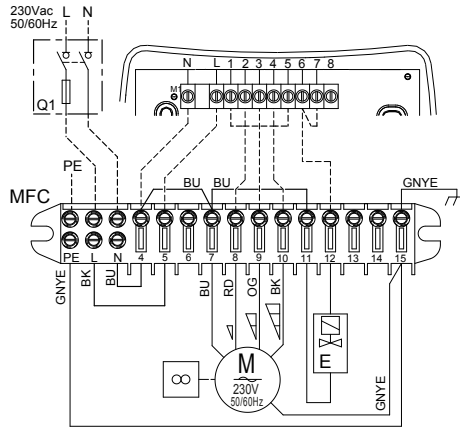 230Vac L N
50/60Hz
Q1
N L 1 2 3 4 5 6 7 8
M1
PE
MFC
BU BU GNYE
PE L N 4 5 6 7 8 9 10 11 12 13 14 15
GNYE BK BU BU RD OG BK
E
M
230V
50/60Hz
GNYE